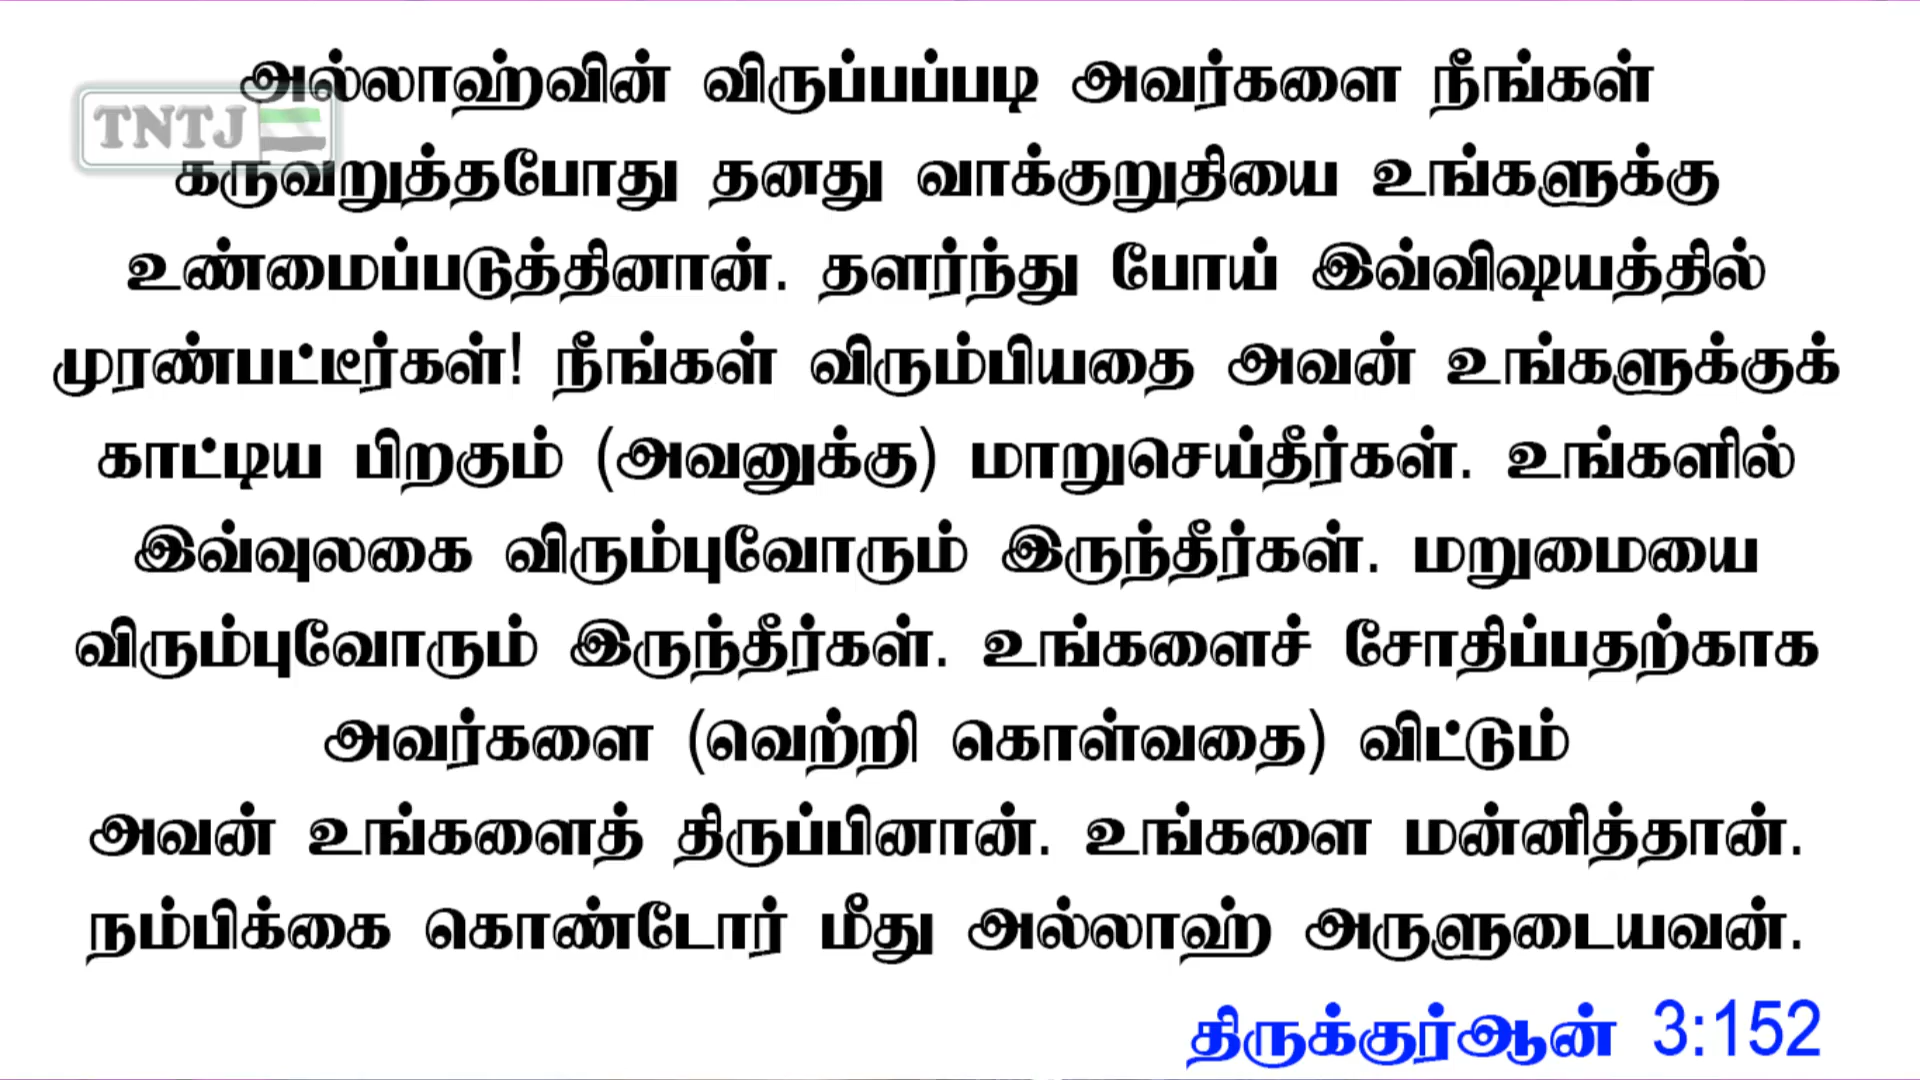 அல்லாஹ்வின் விருப்பப்படி அவர்களை நீங்கள்
TNTJ
கருவறுத்தபோது தனது வாக்குறுதியை உங்களுக்கு
உண்மைப்படுத்தினான். தளர்ந்து போய் இவ்விஷயத்தில்
முரண்பட்டீர்கள்! நீங்கள் விரும்பியதை அவன் உங்களுக்குக்
காட்டிய பிறகும் (அவனுக்கு) மாறுசெய்தீர்கள். உங்களில்
இவ்வுலகை விரும்புவோரும் இருந்தீர்கள். மறுமையை
விரும்புவோரும் இருந்தீர்கள். உங்களைச் சோதிப்பதற்காக
அவர்களை (வெற்றி கொள்வதை) விட்டும்
அவன் உங்களைத் திருப்பினான். உங்களை மன்னித்தான்.
நம்பிக்கை கொண்டோர் மீது அல்லாஹ் அருளுடையவன்.
திருக்குர்ஆன் 3:152